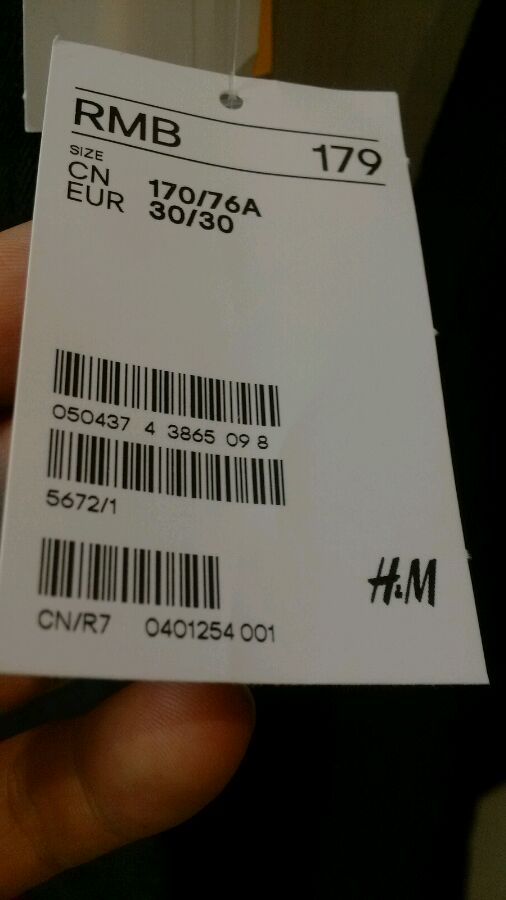 RMB 179
SIZE
CN 170/76A
EUR 30/30
050437 4 3865 09 8
5672/1
H&M
CN/R7 0401254 001